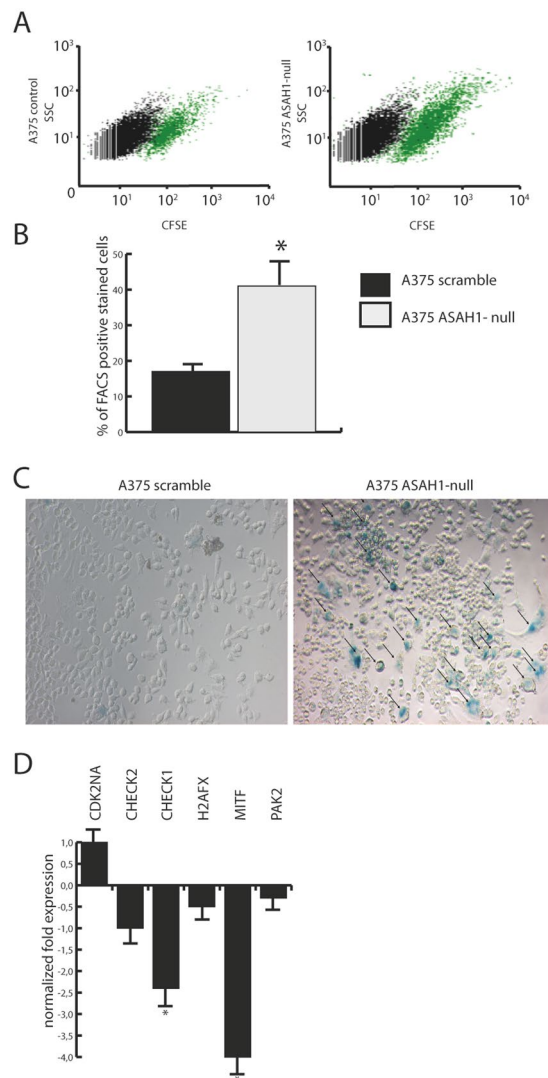 A
10³
10²
10¹
0
A375 control
SSC
10¹ 10² 10³ 10⁴
CFSE
10³
10²
10¹
0
A375 ASAH1-null
SSC
10¹ 10² 10³ 10⁴
CFSE
B
% of FACS positive stained cells
50
40
30
20
10
0
*
A375 scramble
A375 ASAH1- null
C
A375 scramble
A375 ASAH1-null
D
CDK2NA
CHECK2
CHECK1
H2AFX
MITF
PAK2
normalized fold expression
1,0
0,5
0,0
-0,5
-1,0
-1,5
-2,0
-2,5
-3,0
-3,5
-4,0
*